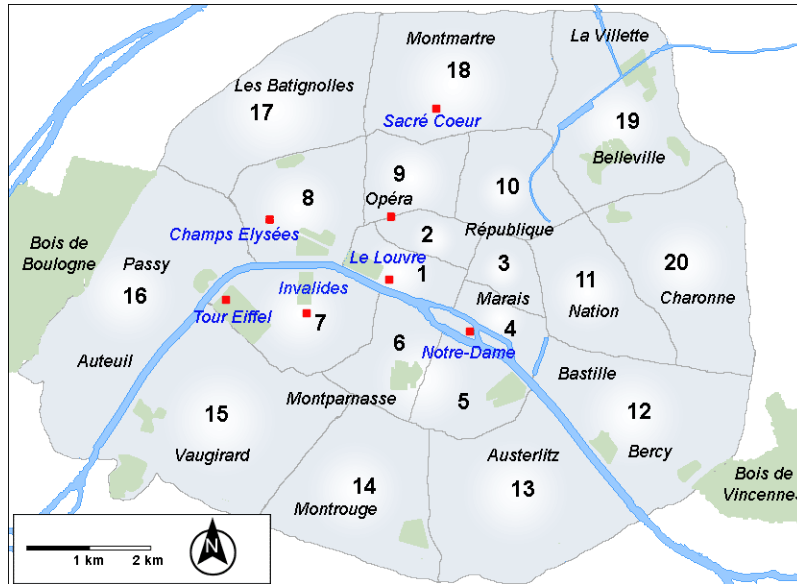 La Villette
Montmartre
18
Les Batignolles
17
Sacré Coeur
19
Belleville
9
8
10
Opéra
Champs Elysées
2
République
Bois de
Boulogne
Passy
16
Le Louvre
1
3
11
Nation
20
Charonne
Invalides
Marais
Tour Eiffel
7
4
6
Notre-Dame
Auteuil
Bastille
Montparnasse
5
15
12
Vaugirard
Austerlitz
Bercy
14
13
Montrouge
Bois de
Vincennes
N
1 km
2 km